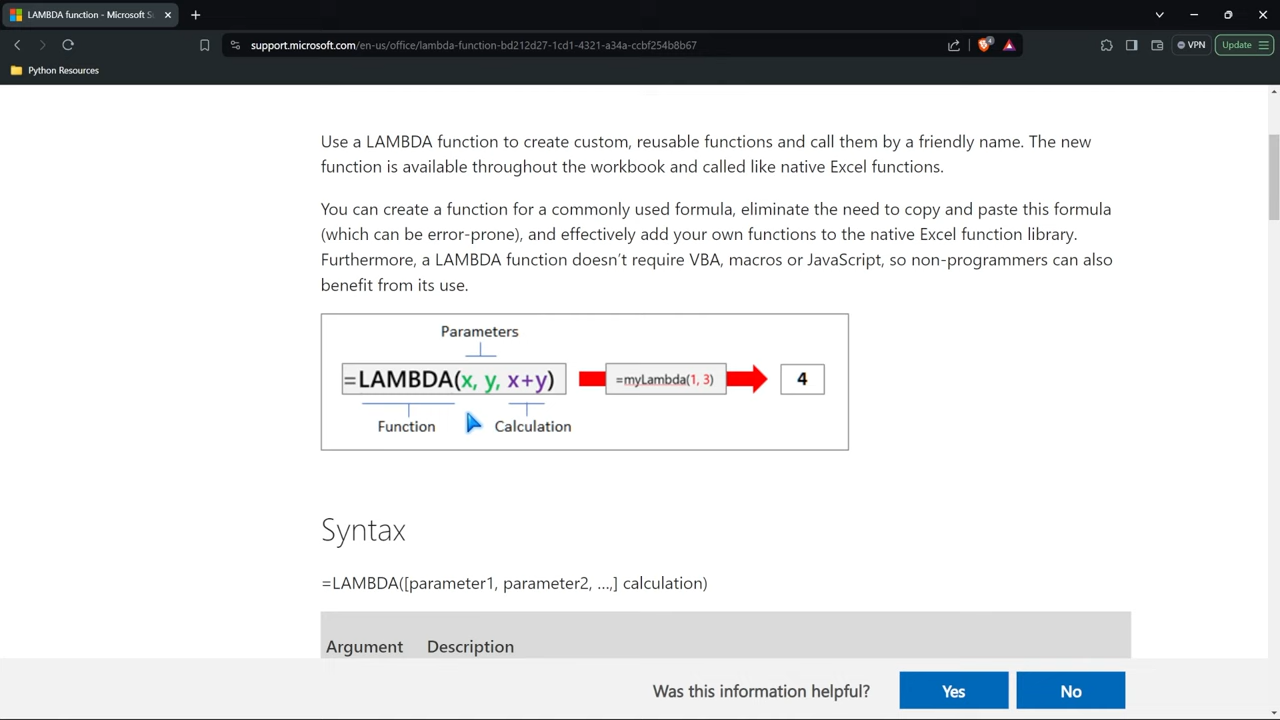 LAMBDA function - Microsoft S
support.microsoft.com/en-us/office/lambda-function-bd212d27-1cd1-4321-a34a-ccbf254b8b67
4
VPN
Update
Python Resources
Use a LAMBDA function to create custom, reusable functions and call them by a friendly name. The new
function is available throughout the workbook and called like native Excel functions.
You can create a function for a commonly used formula, eliminate the need to copy and paste this formula
(which can be error-prone), and effectively add your own functions to the native Excel function library.
Furthermore, a LAMBDA function doesn't require VBA, macros or JavaScript, so non-programmers can also
benefit from its use.
Parameters
=LAMBDA(x, y, x+y)
=myLambda(1, 3)
4
Function
Calculation
Syntax
=LAMBDA([parameter1, parameter2, …,] calculation)
Argument Description
Was this information helpful?
Yes
No